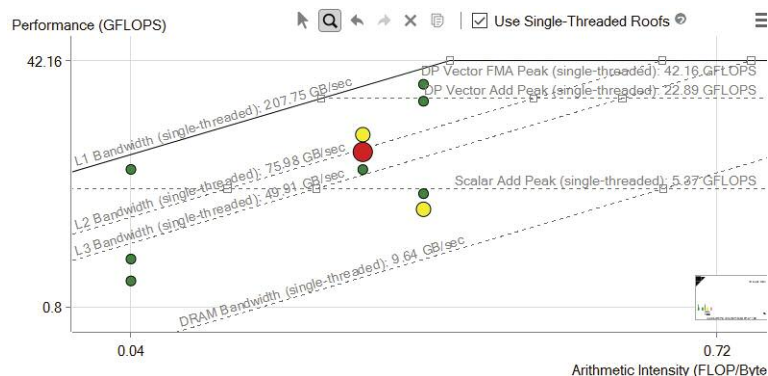 Performance (GFLOPS)
Use Single-Threaded Roofs
42.16
DP Vector FMA Peak (single-threaded): 42.16 GFLOPS
DP Vector Add Peak (single-threaded): 22.89 GFLOPS
L1 Bandwidth (single-threaded): 207.75 GB/sec
L2 Bandwidth (single-threaded): 75.98 GB/sec
Scalar Add Peak (single-threaded): 5.37 GFLOPS
L3 Bandwidth (single-threaded): 49.91 GB/sec
DRAM Bandwidth (single-threaded): 9.64 GB/sec
0.8
0.04
0.72
Arithmetic Intensity (FLOP/Byte